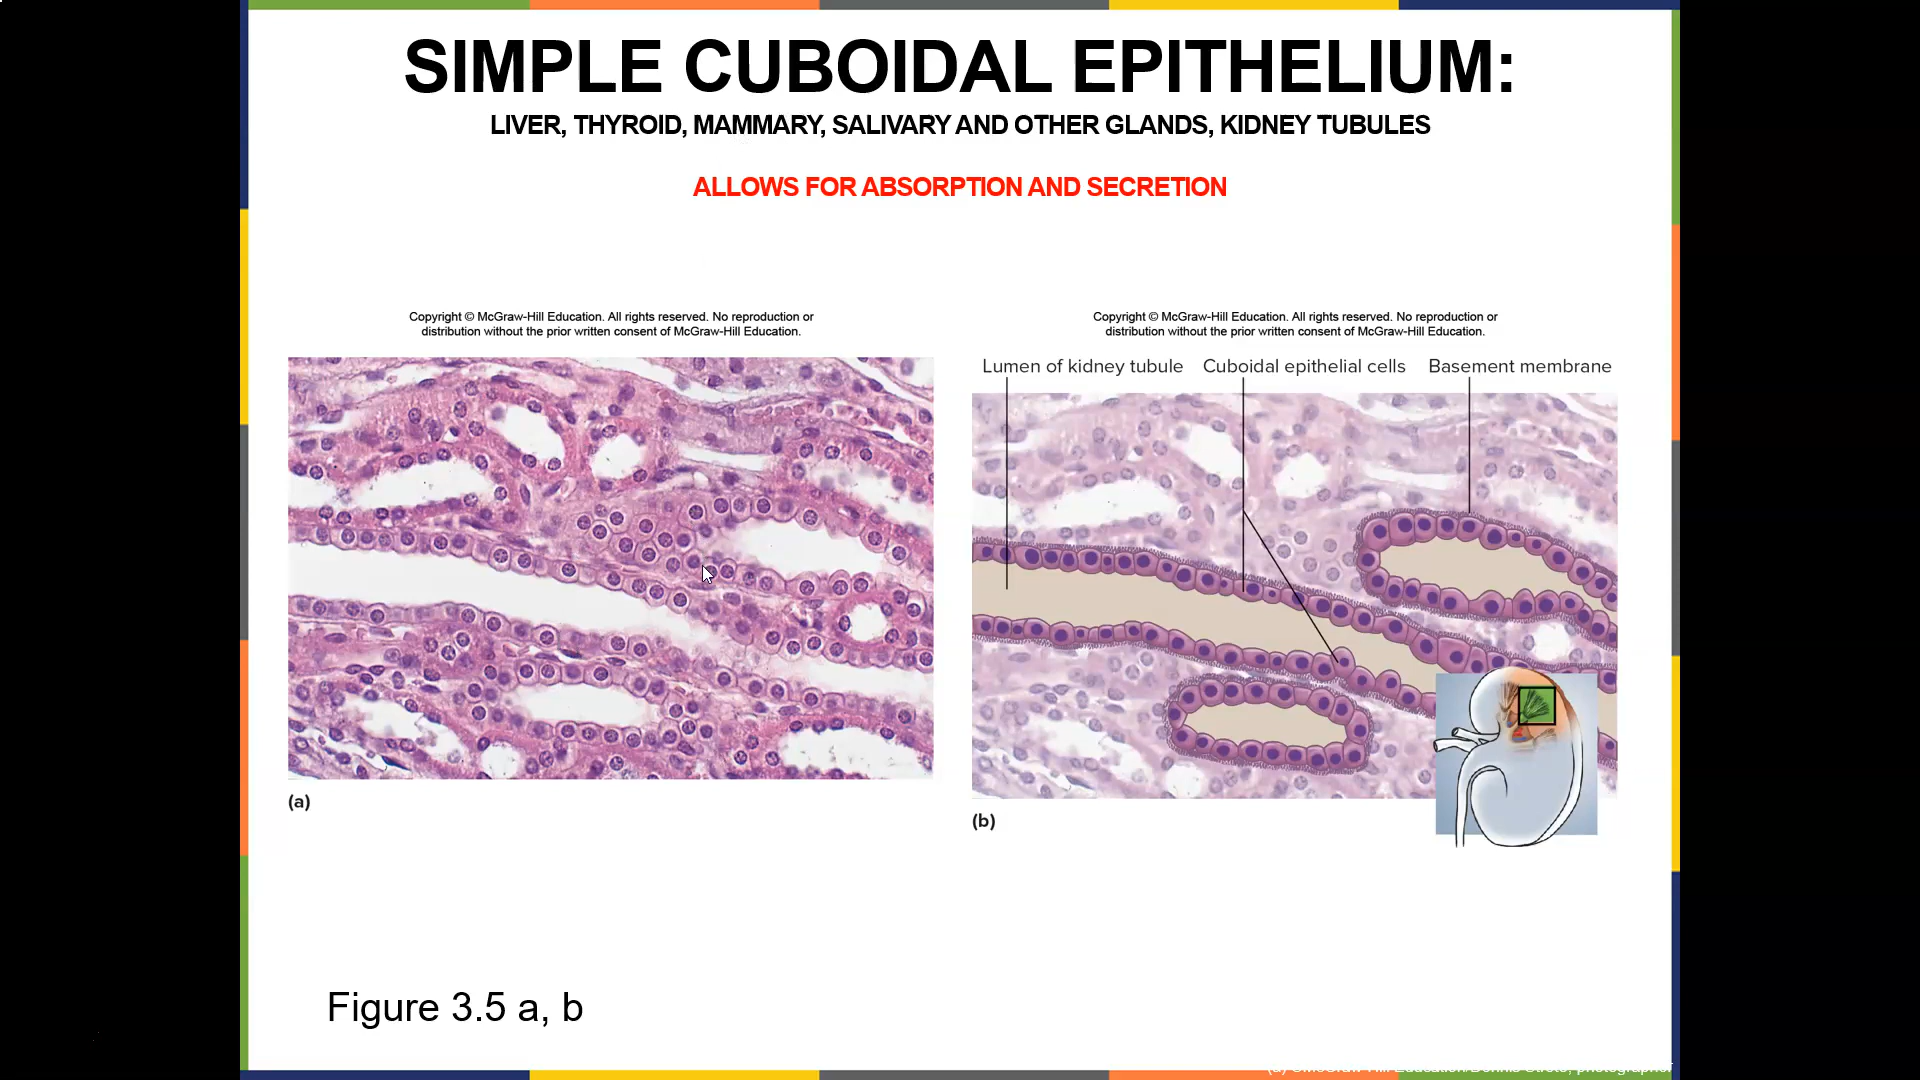 SIMPLE CUBOIDAL EPITHELIUM:
LIVER, THYROID, MAMMARY, SALIVARY AND OTHER GLANDS, KIDNEY TUBULES
ALLOWS FOR ABSORPTION AND SECRETION
Copyright © McGraw-Hill Education. All rights reserved. No reproduction or
distribution without the prior written consent of McGraw-Hill Education.
(a)
Copyright © McGraw-Hill Education. All rights reserved. No reproduction or
distribution without the prior written consent of McGraw-Hill Education.
Lumen of kidney tubule Cuboidal epithelial cells Basement membrane
(b)
Figure 3.5 a, b